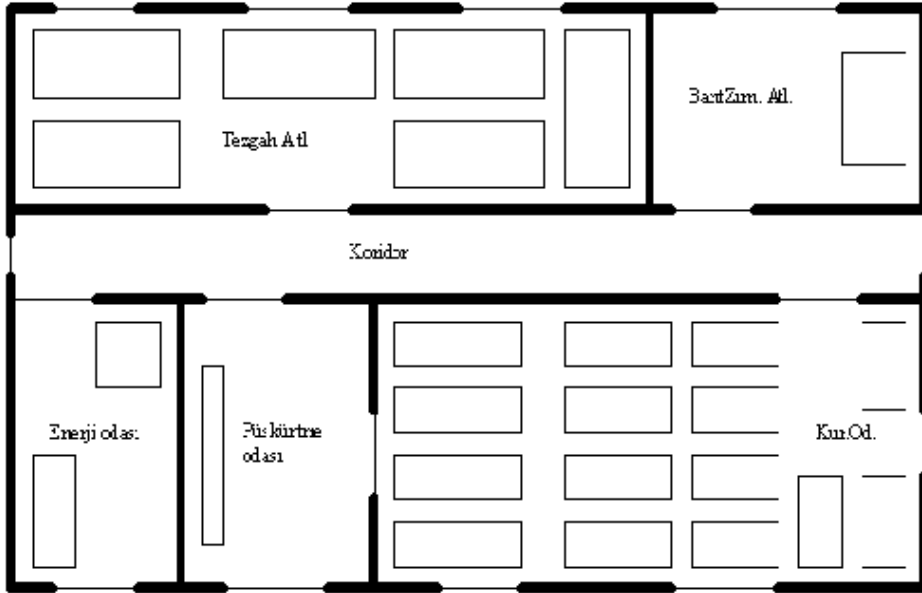 Tezgah Atl
Bant Zım. Atl.
Koridor
Enerji odası
Püskürtme
odası
Kur.Od.